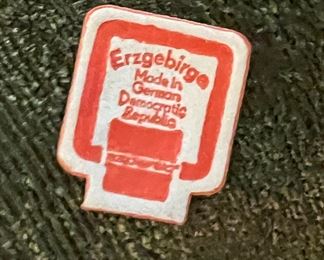 Erzgebirge
Made in
German
Democratic
Republic